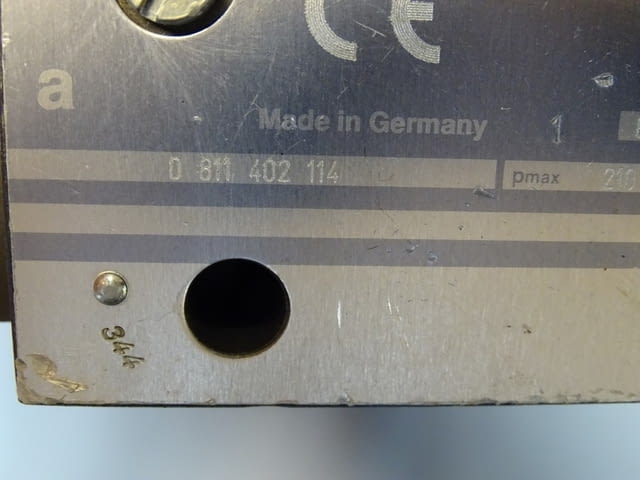 CE
a
Made in Germany 1
0 811 402 114 pmax 210
344